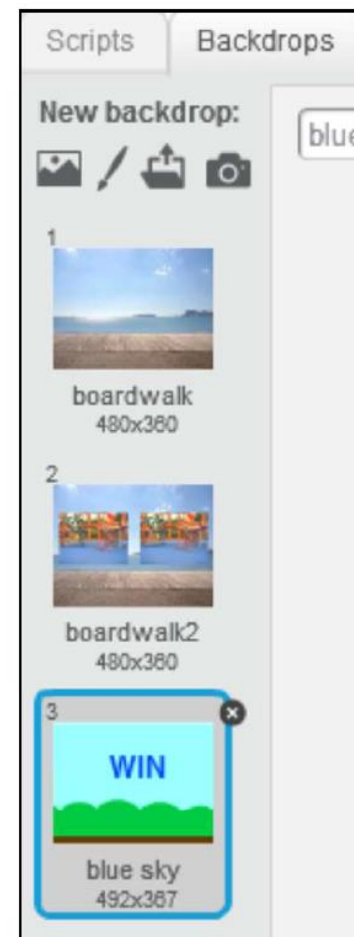 Scripts
Backdrops
New backdrop:
blue
1
boardwalk
480x360
2
boardwalk2
480x360
3
WIN
blue sky
492x367